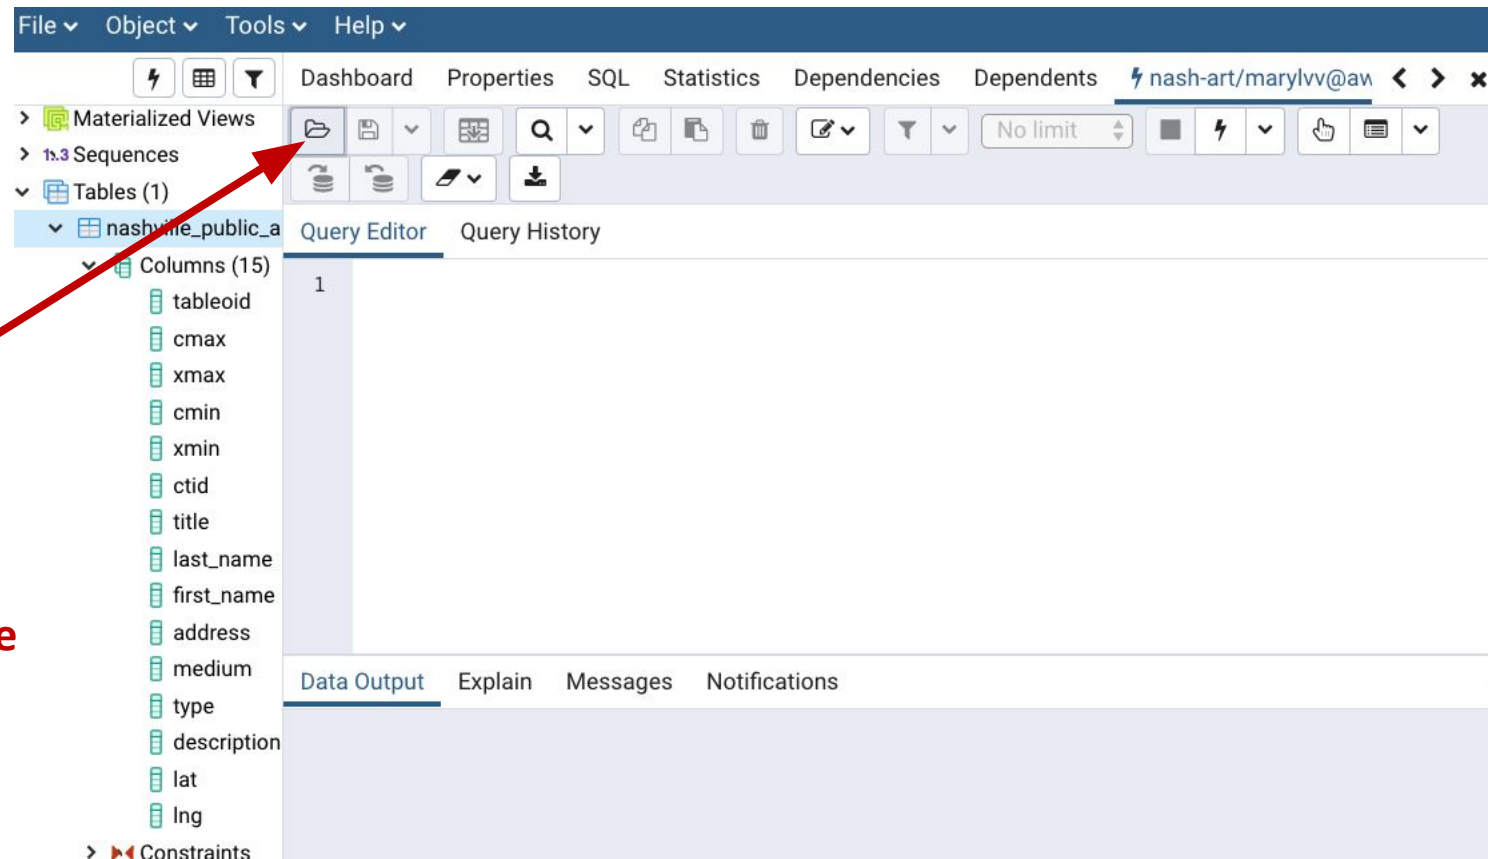 File Object Tools Help
Dashboard Properties SQL Statistics Dependencies Dependents nash-art/marylvv@aw
Materialized Views
No limit
1..3 Sequences
Tables (1)
nashville_public_a
Query Editor Query History
Columns (15)
1
tableoid
cmax
xmax
cmin
xmin
ctid
title
last_name
first_name
address
e
medium
Data Output Explain Messages Notifications
type
description
lat
lng
Constraints